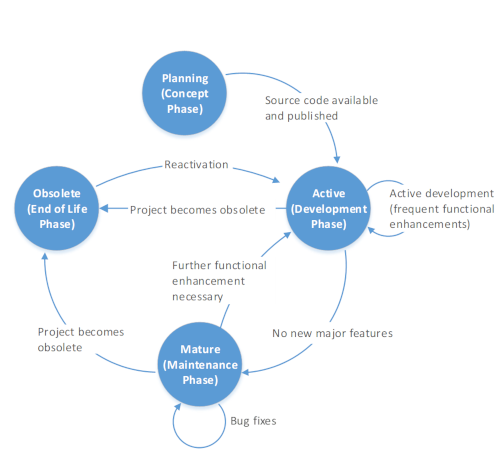 Planning
(Concept
Phase)
Source code available
and published
Reactivation
Obsolete
(End of Life
Phase)
Project becomes obsolete
Active
(Development
Phase)
Active development
(frequent functional
enhancements)
Further functional
enhancement
necessary
Project becomes
obsolete
No new major features
Mature
(Maintenance
Phase)
Bug fixes